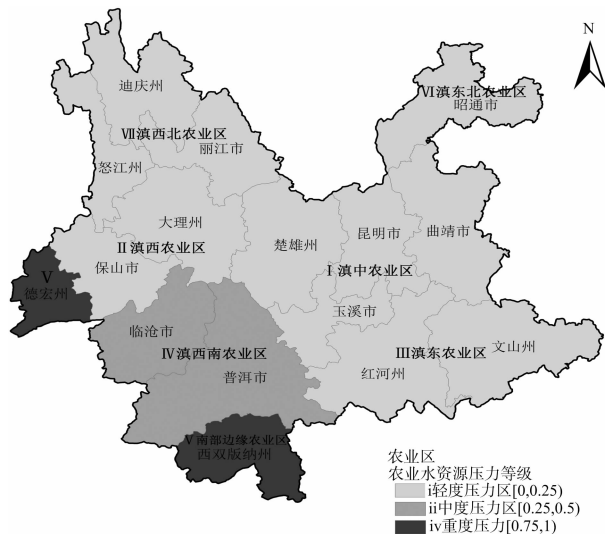 N
迪庆州
Ⅵ滇东北农业区
昭通市
Ⅶ滇西北农业区
丽江市
怒江州
大理州
楚雄州
昆明市
曲靖市
Ⅱ滇西农业区
保山市
Ⅰ滇中农业区
Ⅴ
德宏州
玉溪市
临沧市
Ⅲ滇东农业区
文山州
Ⅳ滇西南农业区
普洱市
红河州
Ⅴ南部边缘农业区
西双版纳州
农业区
农业水资源压力等级
ⅰ轻度压力区[0,0.25)
ⅱ中度压力区[0.25,0.5)
ⅳ重度压力[0.75,1)